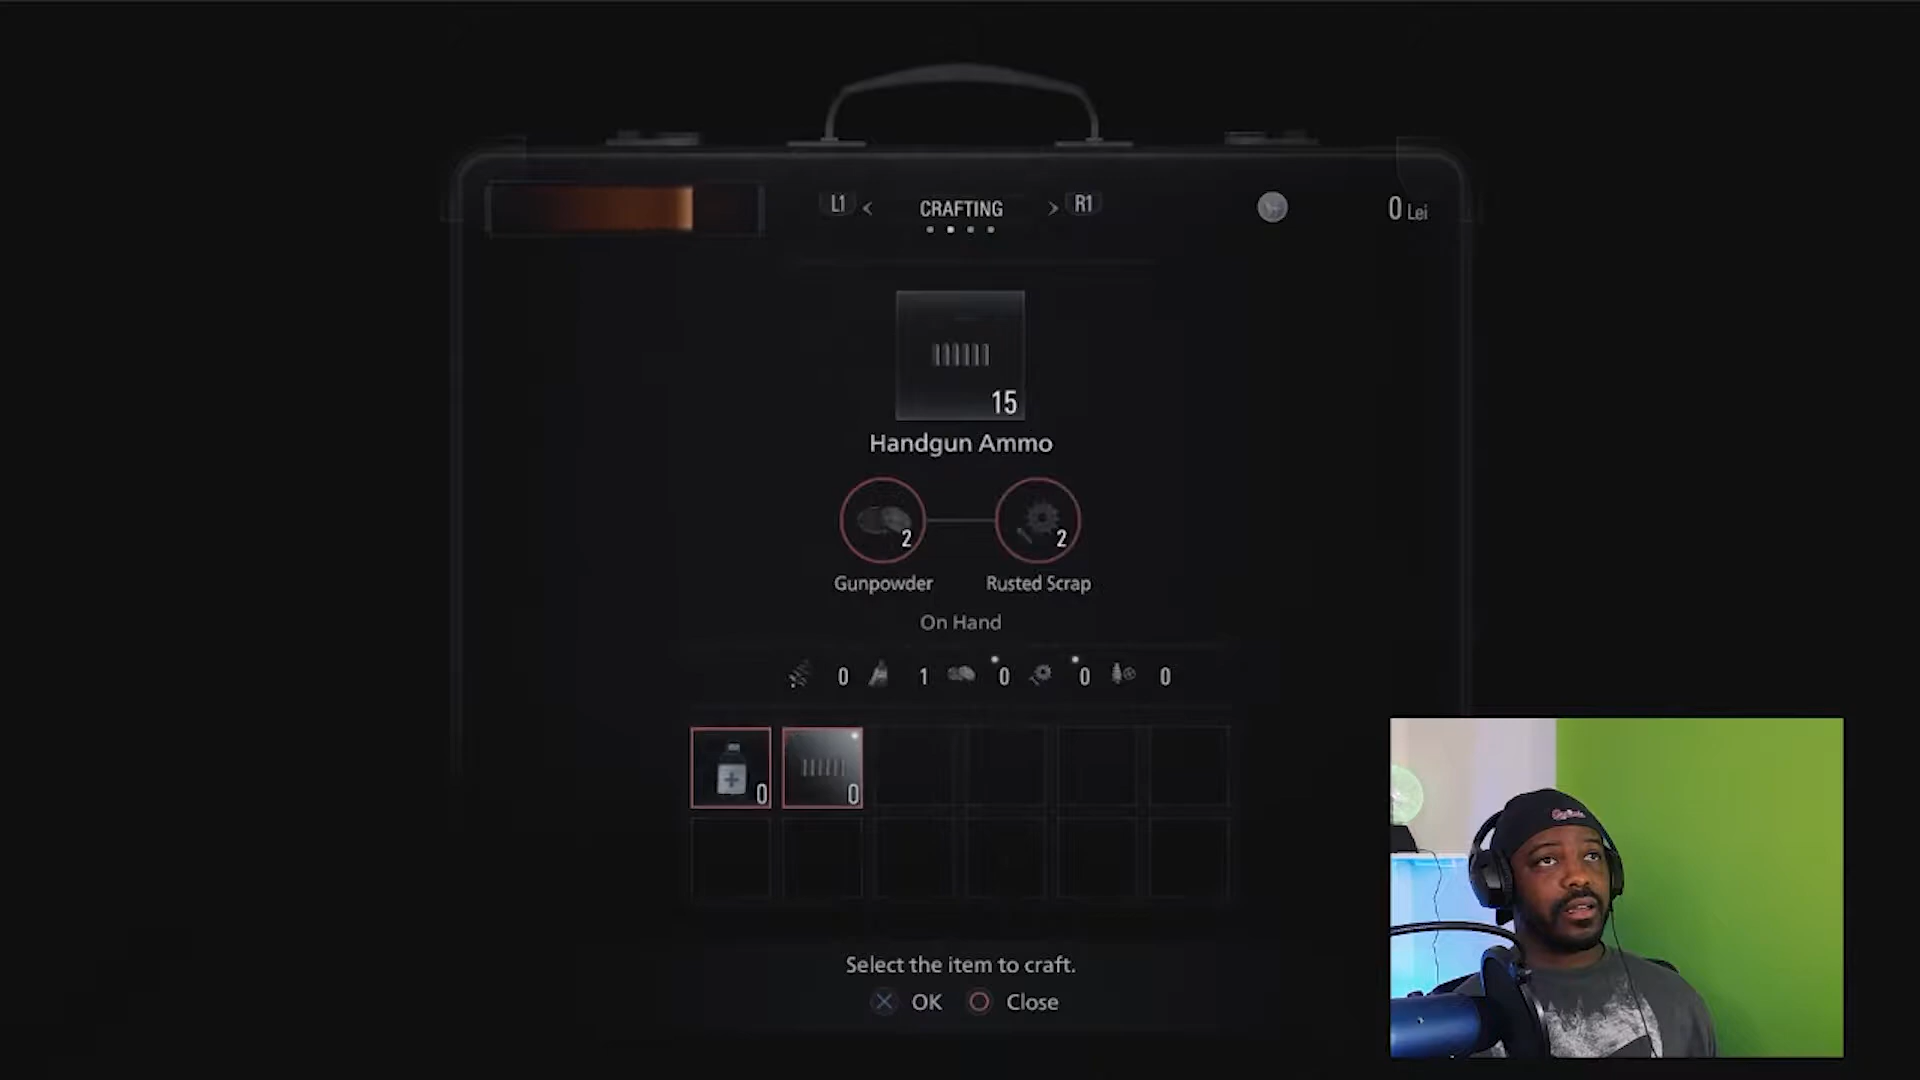 L1 < CRAFTING > R1
0 Lei
15
Handgun Ammo
2 2
Gunpowder Rusted Scrap
On Hand
0 1 0 0 0
0 0
Select the item to craft.
OK Close